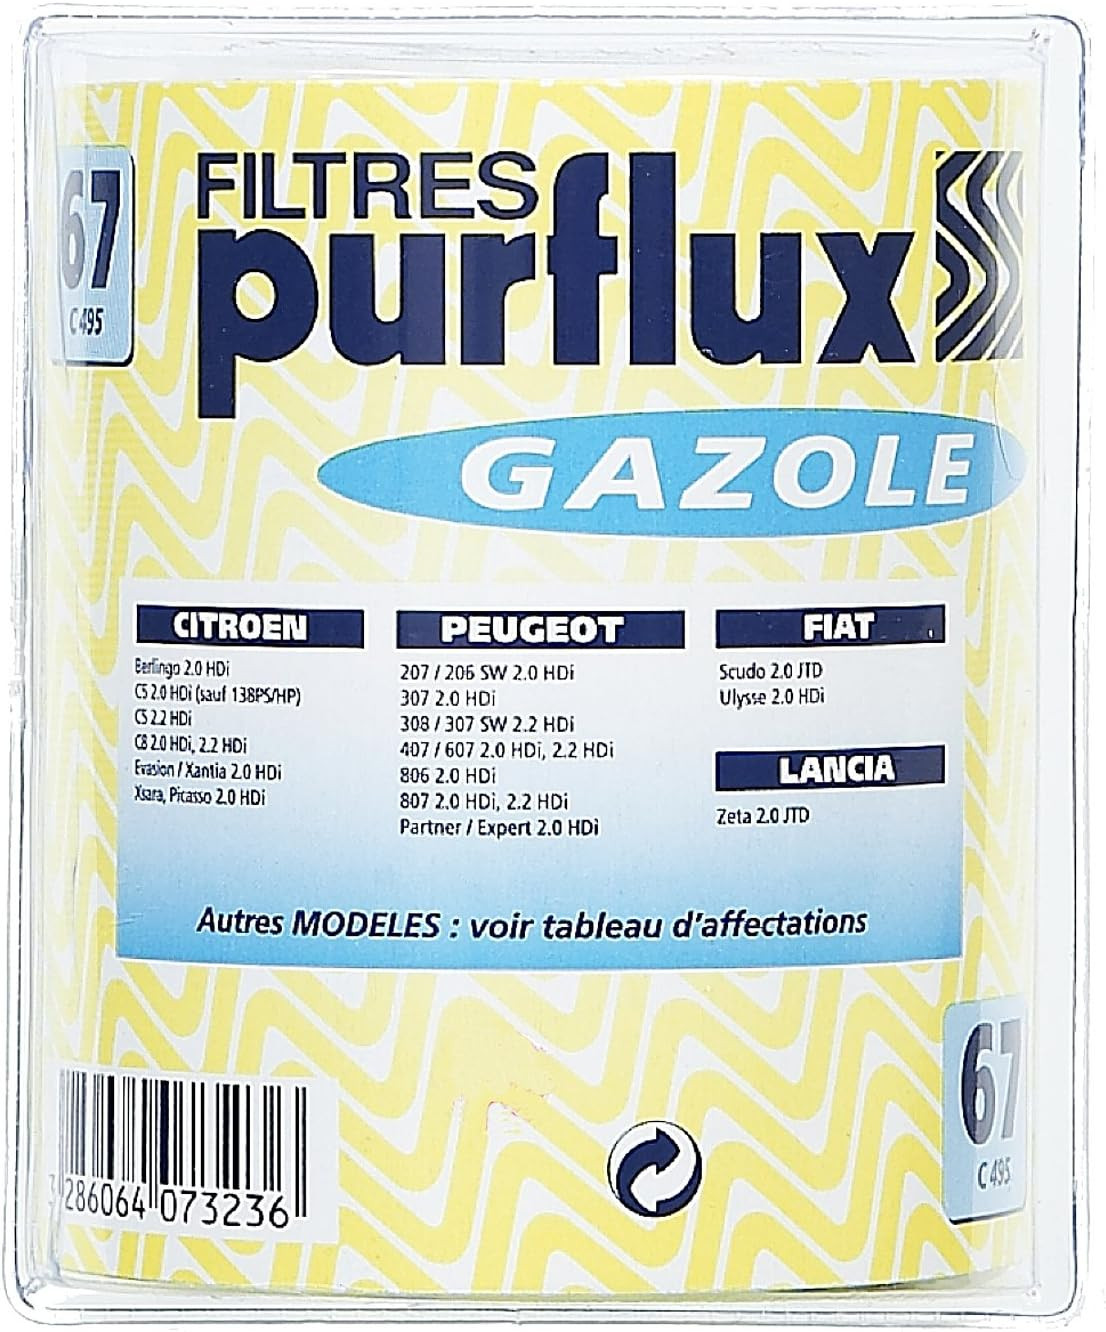 FILTRES
purflux
67
C 495
GAZOLE
CITROEN
Berlingo 2.0 HDi
C5 2.0 HDi (sauf 138PS/HP)
C5 2.2 HDi
C8 2.0 HDi, 2.2 HDi
Evasion / Xantia 2.0 HDi
Xsara, Picasso 2.0 HDi
PEUGEOT
207 / 206 SW 2.0 HDi
307 2.0 HDi
308 / 307 SW 2.2 HDi
407 / 607 2.0 HDi, 2.2 HDi
806 2.0 HDi
807 2.0 HDi, 2.2 HDi
Partner / Expert 2.0 HDi
FIAT
Scudo 2.0 JTD
Ulysse 2.0 HDi
LANCIA
Zeta 2.0 JTD
Autres MODELES : voir tableau d'affectations
67
C 495
3 286064 073236